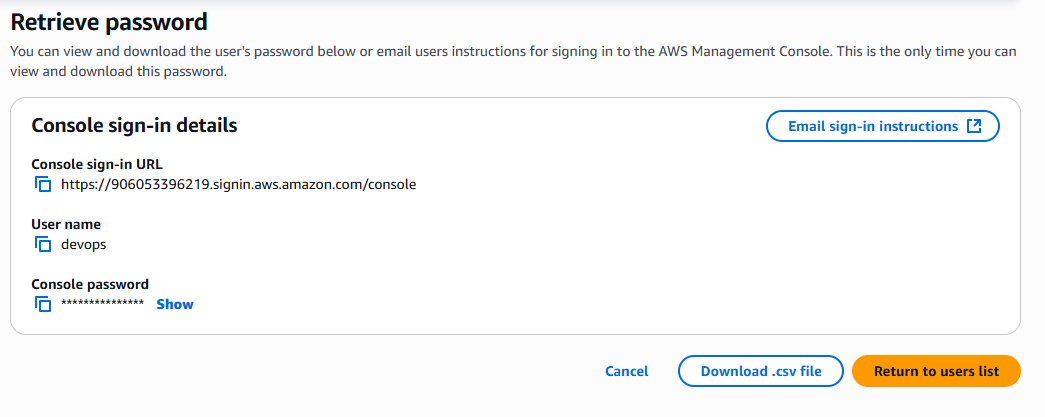 Retrieve password
You can view and download the user's password below or email users instructions for signing in to the AWS Management Console. This is the only time you can
view and download this password.
Console sign-in details
Email sign-in instructions
Console sign-in URL
https://906053396219.signin.aws.amazon.com/console
User name
devops
Console password
*************** Show
Cancel
Download .csv file
Return to users list